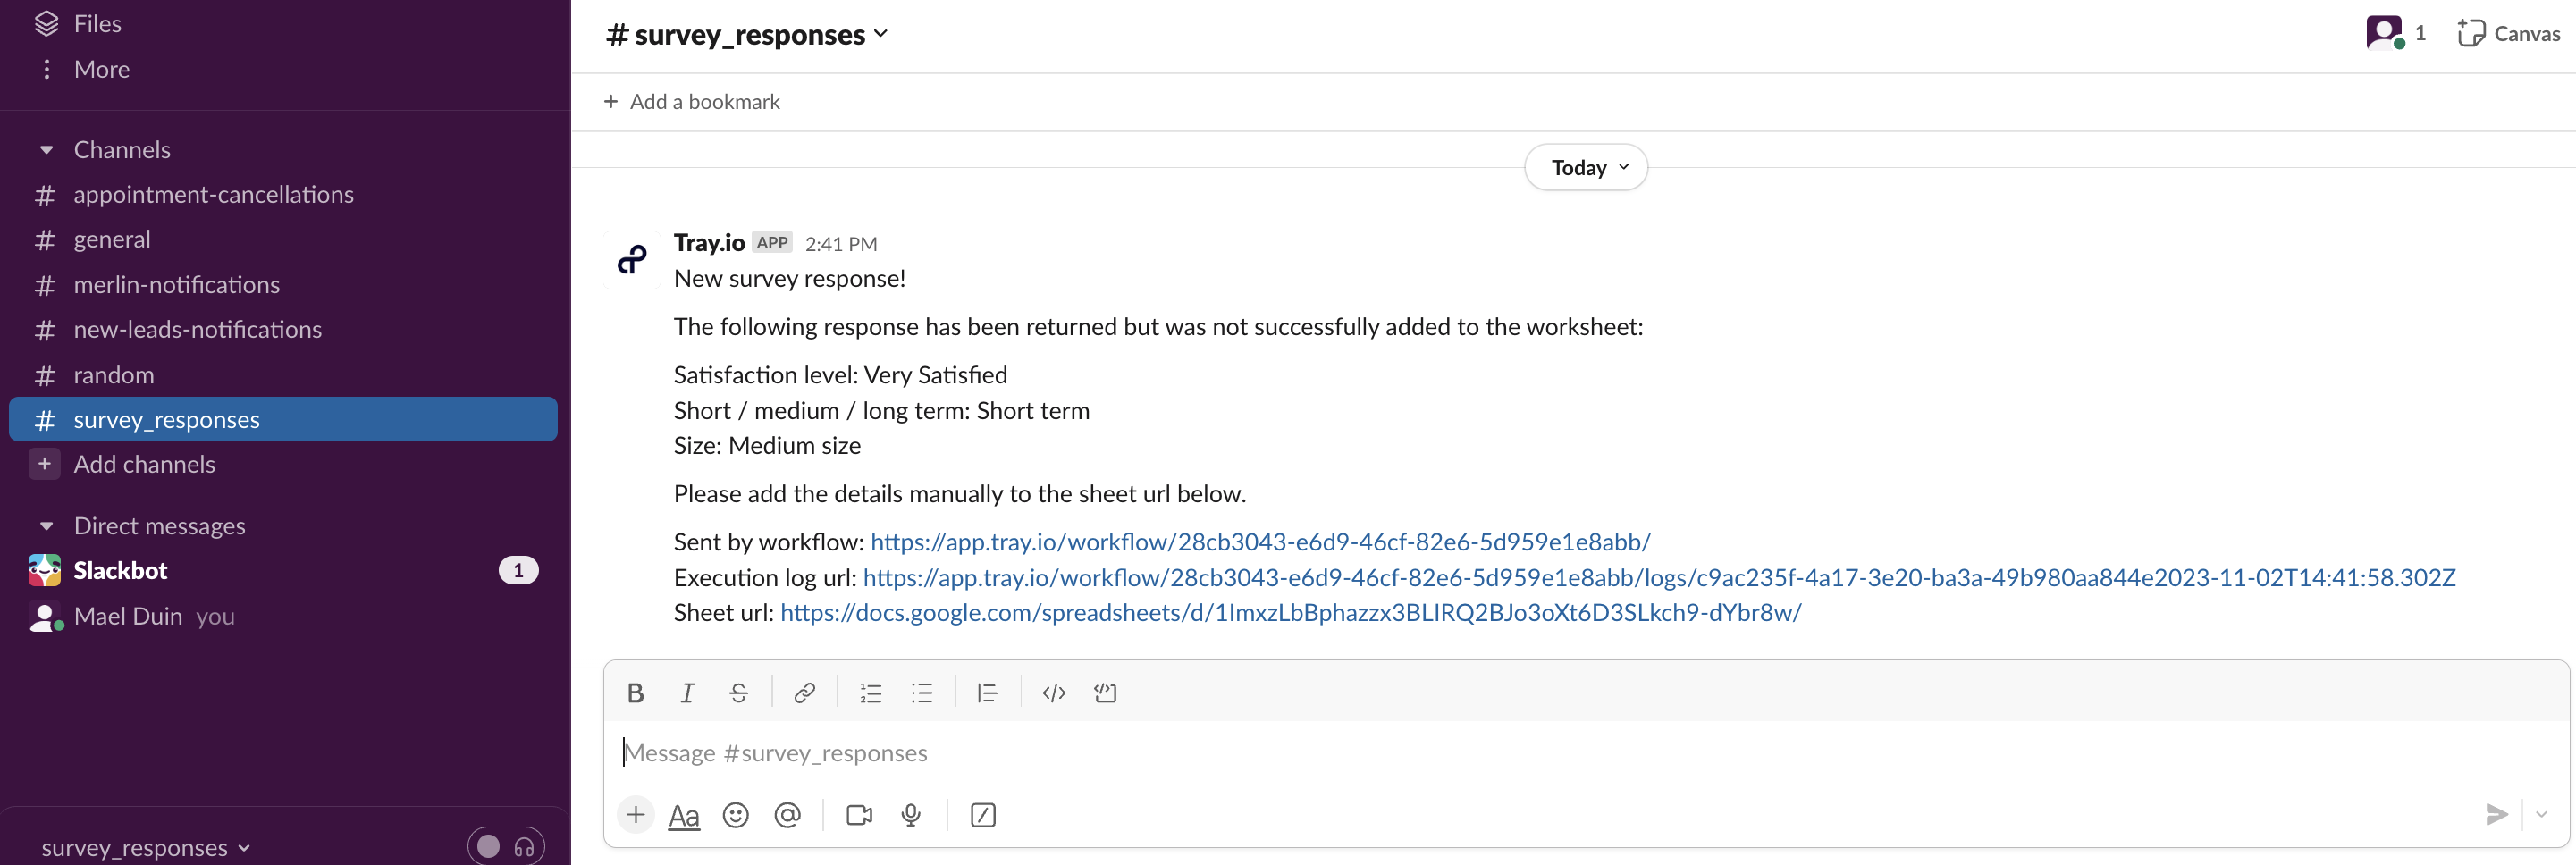 Files
More
Channels
# appointment-cancellations
# general
# merlin-notifications
# new-leads-notifications
# random
# survey_responses
+ Add channels
Direct messages
Slackbot 1
Mael Duin you
survey_responses
# survey_responses
1 Canvas
+ Add a bookmark
Today
Tray.io APP 2:41 PM
New survey response!
The following response has been returned but was not successfully added to the worksheet:
Satisfaction level: Very Satisfied
Short / medium / long term: Short term
Size: Medium size
Please add the details manually to the sheet url below.
Sent by workflow: https://app.tray.io/workflow/28cb3043-e6d9-46cf-82e6-5d959e1e8abb/
Execution log url: https://app.tray.io/workflow/28cb3043-e6d9-46cf-82e6-5d959e1e8abb/logs/c9ac235f-4a17-3e20-ba3a-49b980aa844e2023-11-02T14:41:58.302Z
Sheet url: https://docs.google.com/spreadsheets/d/1ImxzLbBphazzx3BLIRQ2BJo3oXt6D3SLkch9-dYbr8w/
B I S
Message #survey_responses
+ Aa @